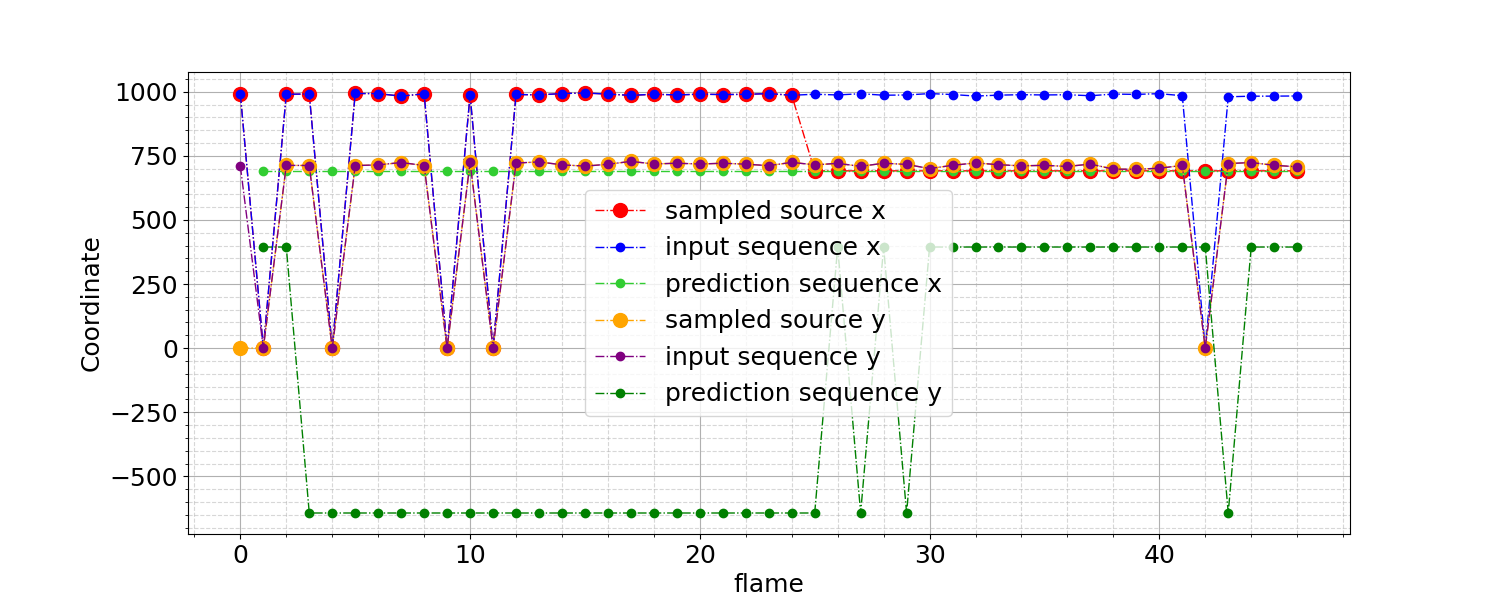 1000
750
500
250
0
−250
−500
Coordinate
sampled source x
input sequence x
prediction sequence x
sampled source y
input sequence y
prediction sequence y
0 10 20 30 40
flame